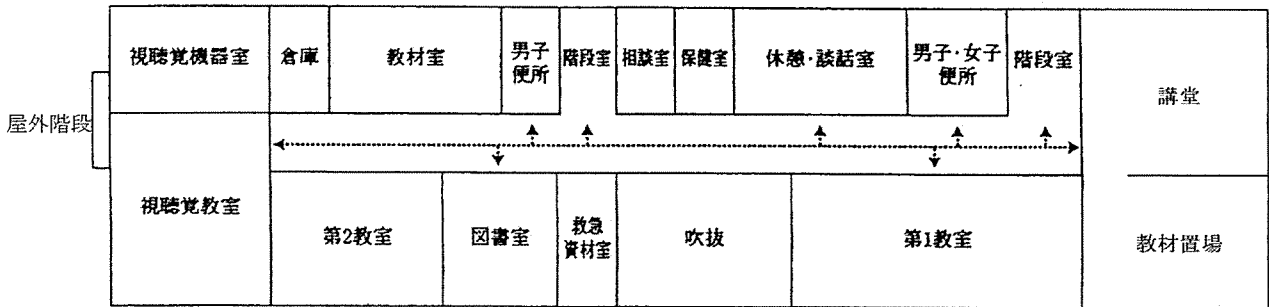 視聴覚機器室
倉庫
教材室
男子
便所
階段室
相談室
保健室
休憩・談話室
男子・女子
便所
階段室
講堂
屋外階段
視聴覚教室
第2教室
図書室
救急
資材室
吹抜
第1教室
教材置場